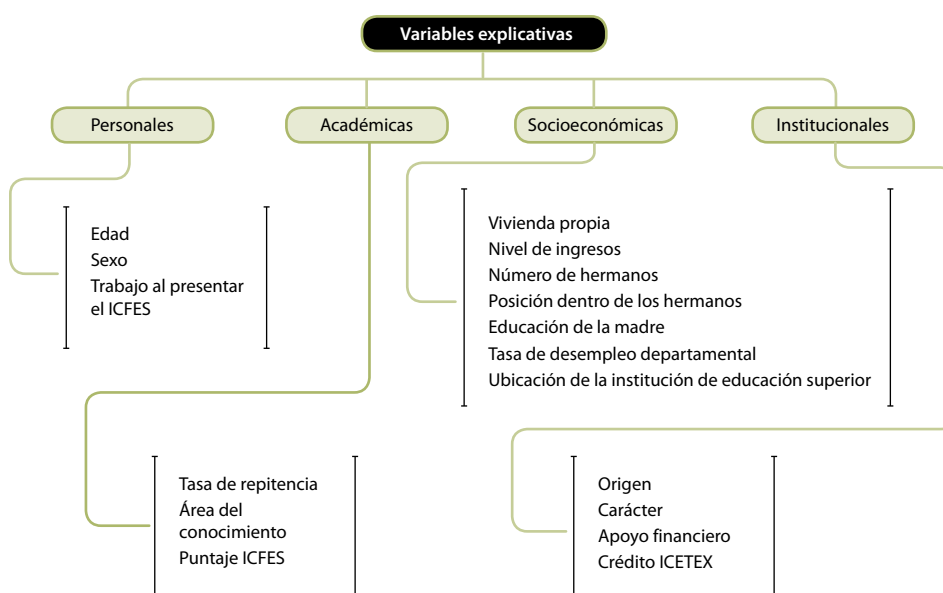 Variables explicativas
Personales
Académicas
Socioeconómicas
Institucionales
Edad
Sexo
Trabajo al presentar
el ICFES
Vivienda propia
Nivel de ingresos
Número de hermanos
Posición dentro de los hermanos
Educación de la madre
Tasa de desempleo departamental
Ubicación de la institución de educación superior
Tasa de repitencia
Área del
conocimiento
Puntaje ICFES
Origen
Carácter
Apoyo financiero
Crédito ICETEX